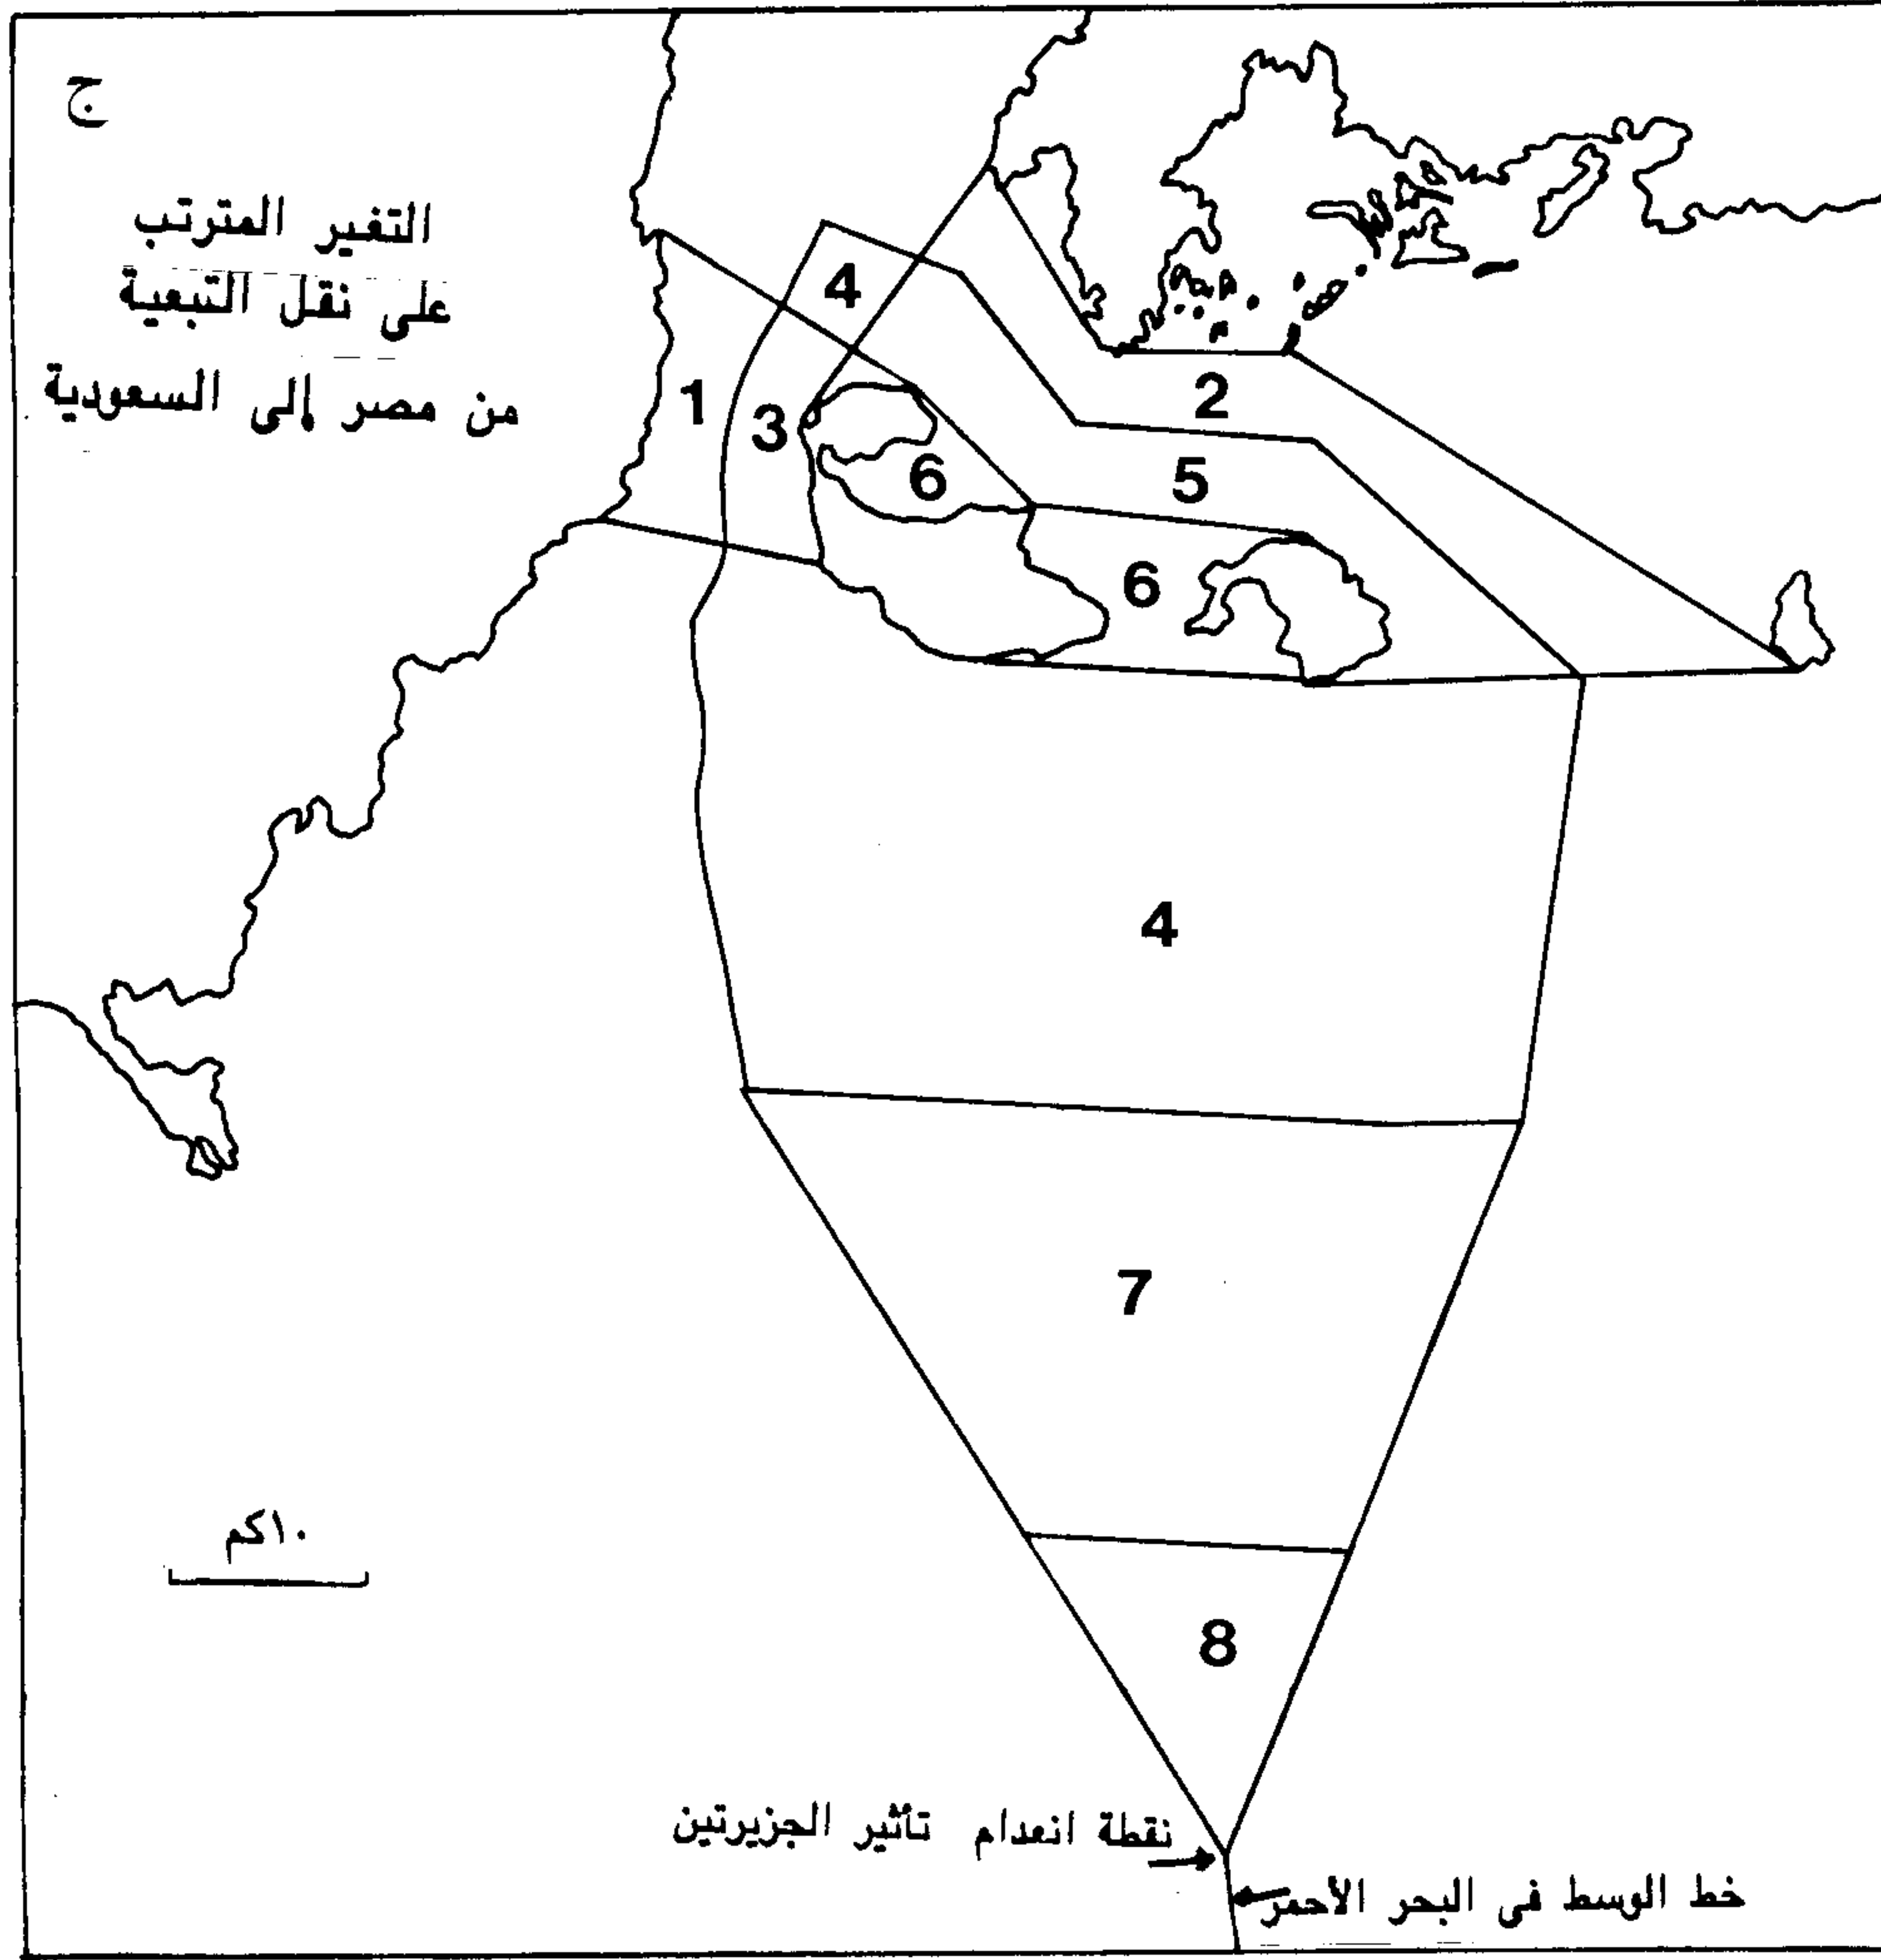 ج
التغير المترتب
على نقل التبعية
من مصر إلى السعودية
4
2
1
3
5
6
6
4
7
١٠كم
8
نقطة انعدام تأثير الجزيرتين
خط الوسط فى البحر الأحمر